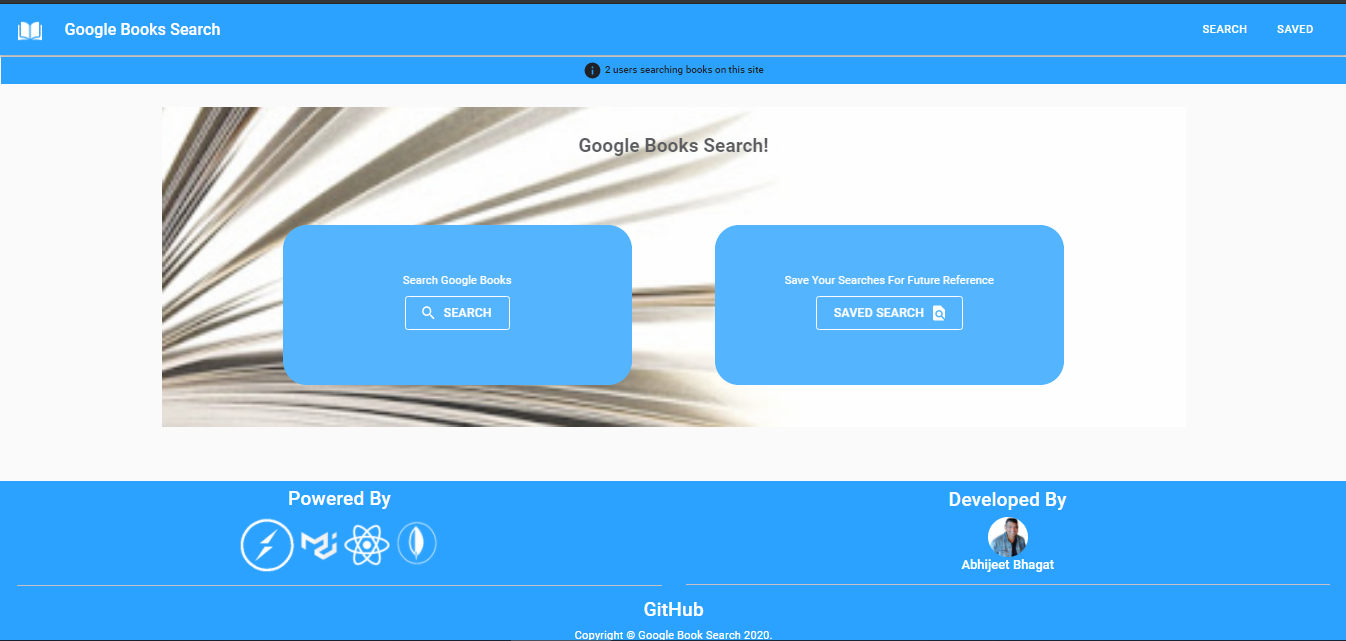 Google Books Search
SEARCH
SAVED
2 users searching books on this site
Google Books Search!
Search Google Books
SEARCH
Save Your Searches For Future Reference
SAVED SEARCH
Powered By
Developed By
Abhijeet Bhagat
GitHub
Copyright © Google Book Search 2020.